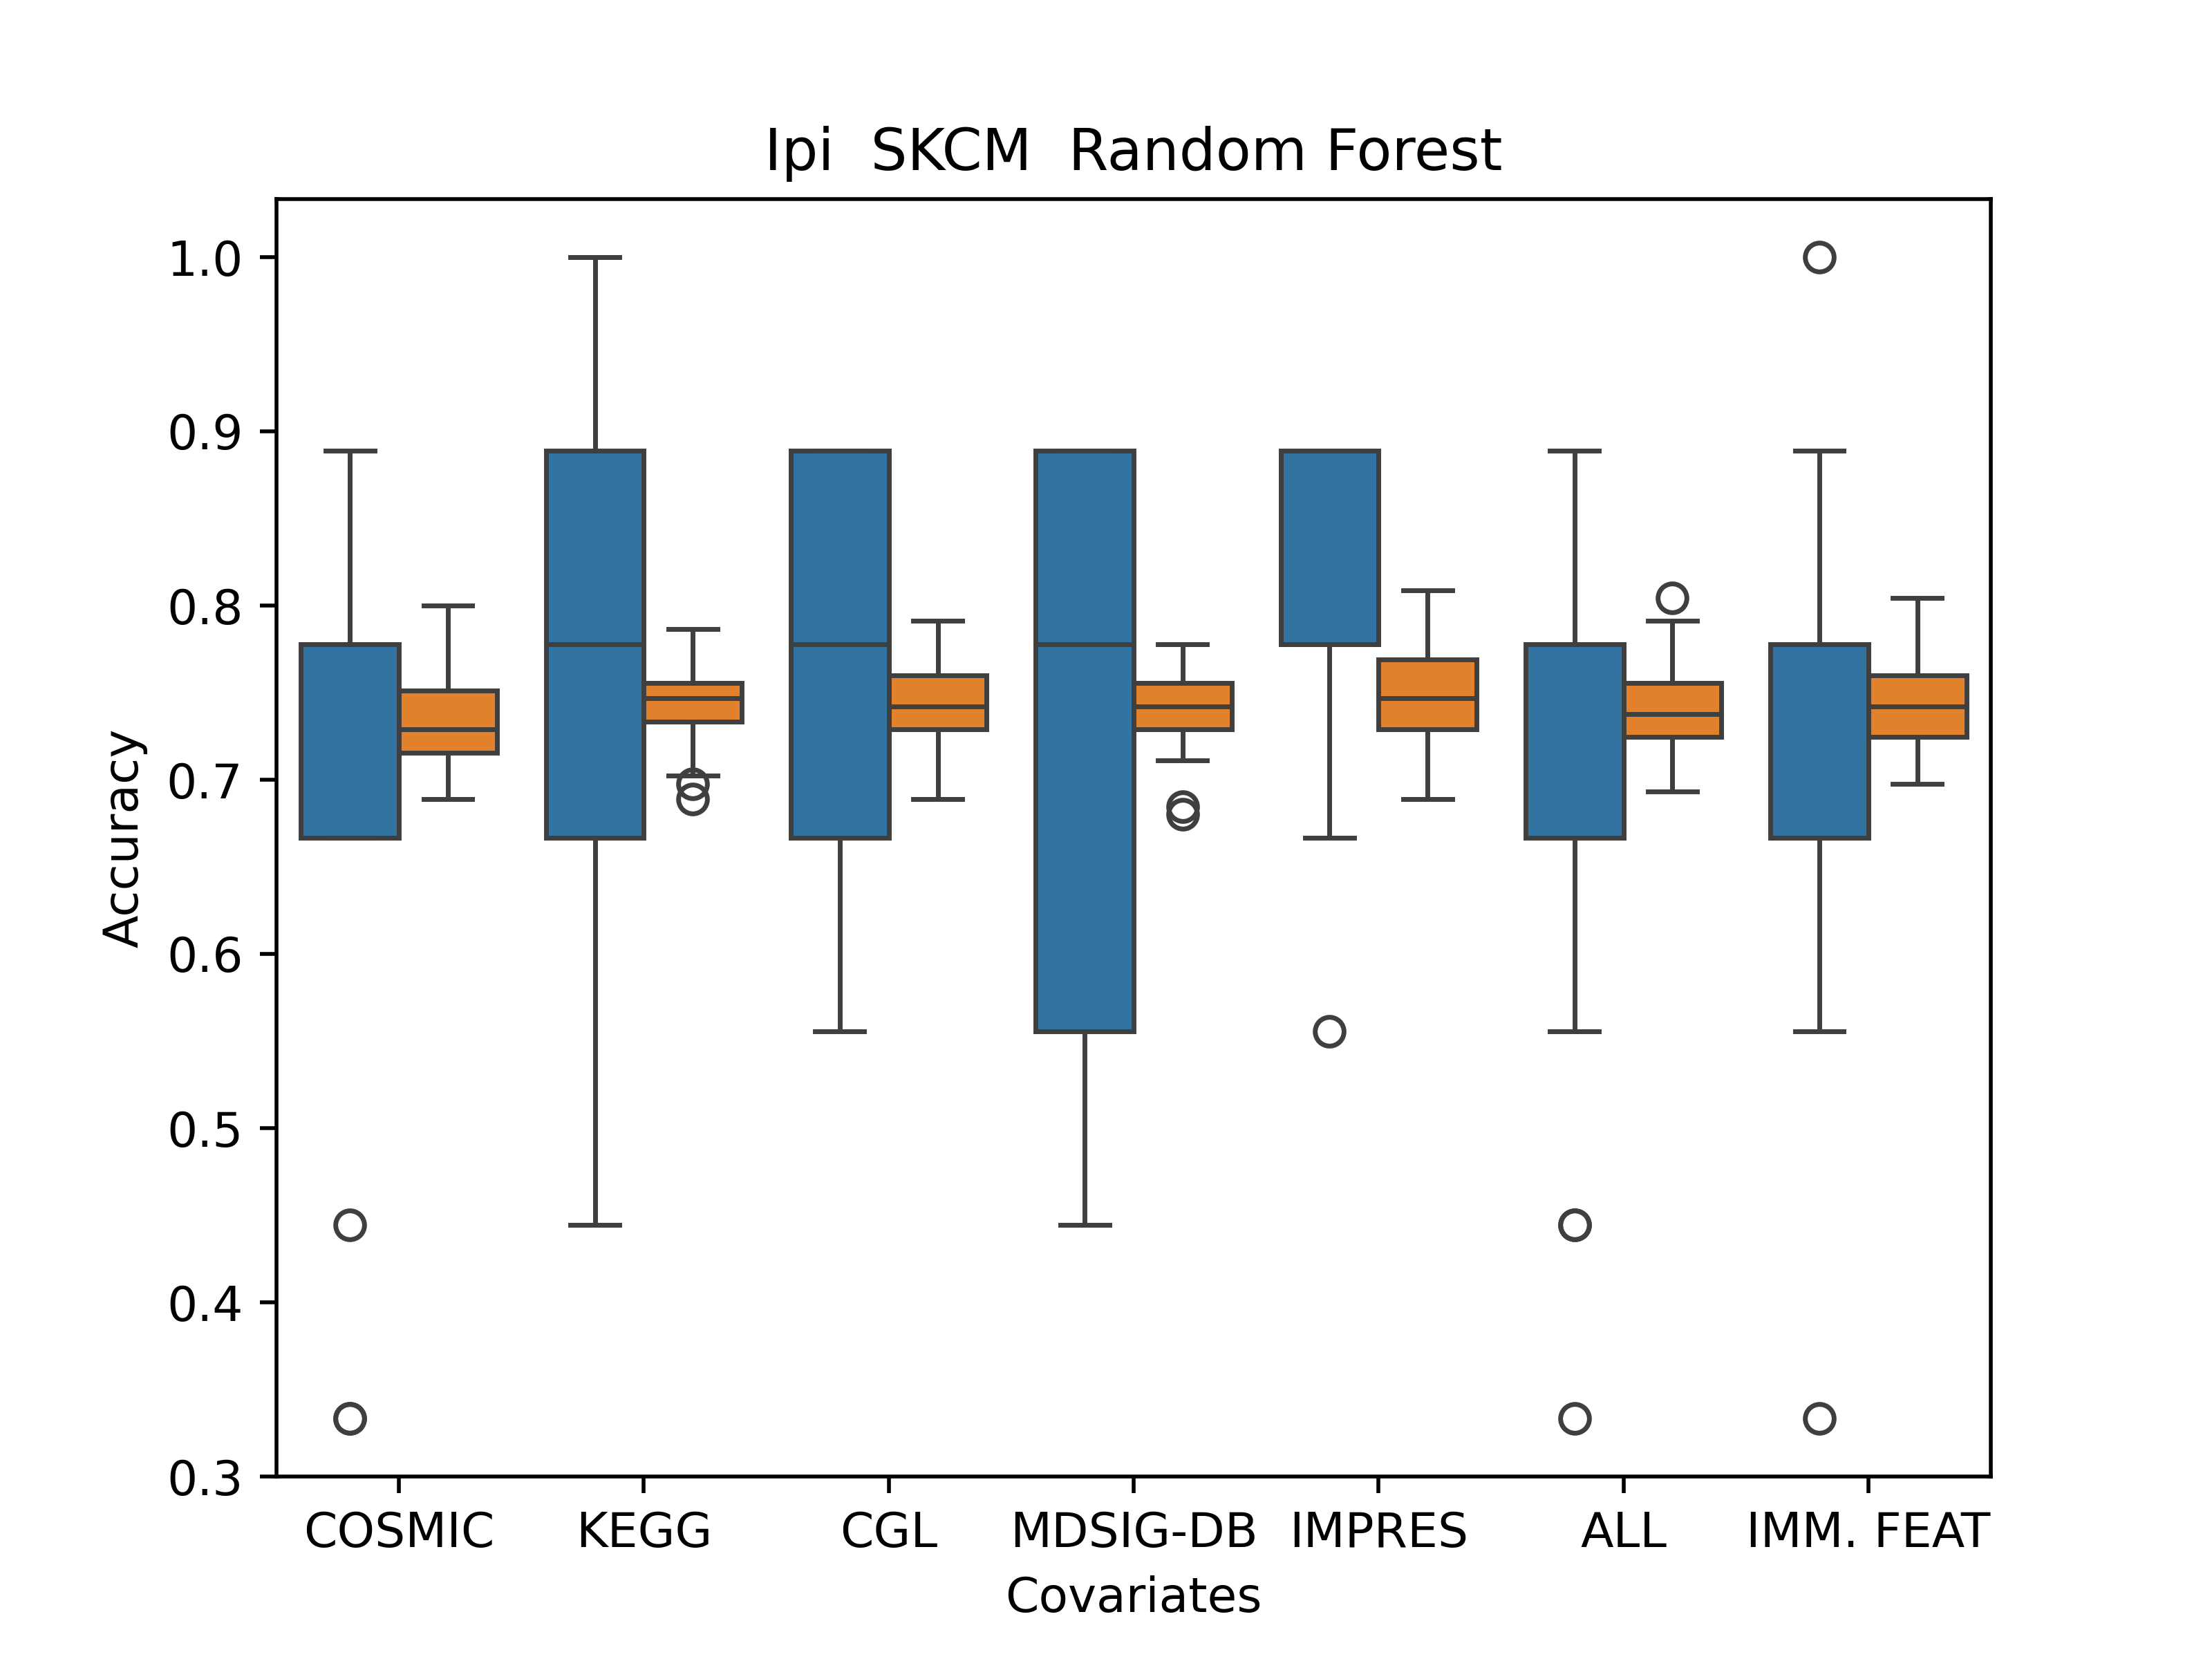 Ipi  SKCM  Random Forest
1.0
0.9
0.8
0.7
0.6
0.5
0.4
0.3
Accuracy
COSMIC KEGG CGL MDSIG-DB IMPRES ALL IMM. FEAT
Covariates